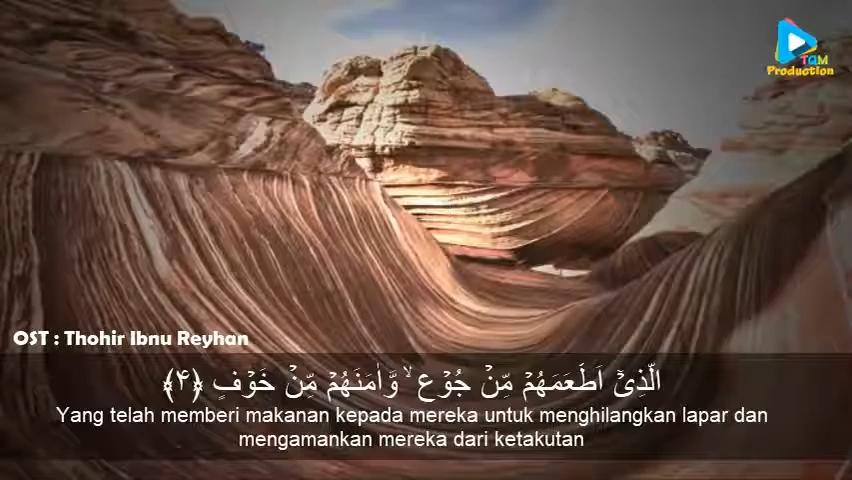 TQM
Production
OST : Thohir Ibnu Reyhan
الَّذِىْٓ اَطْعَمَهُمْ مِّنْ جُوْعٍ ۙ وَّاٰمَنَهُمْ مِّنْ خَوْفٍ ﴿۴﴾
Yang telah memberi makanan kepada mereka untuk menghilangkan lapar dan
mengamankan mereka dari ketakutan